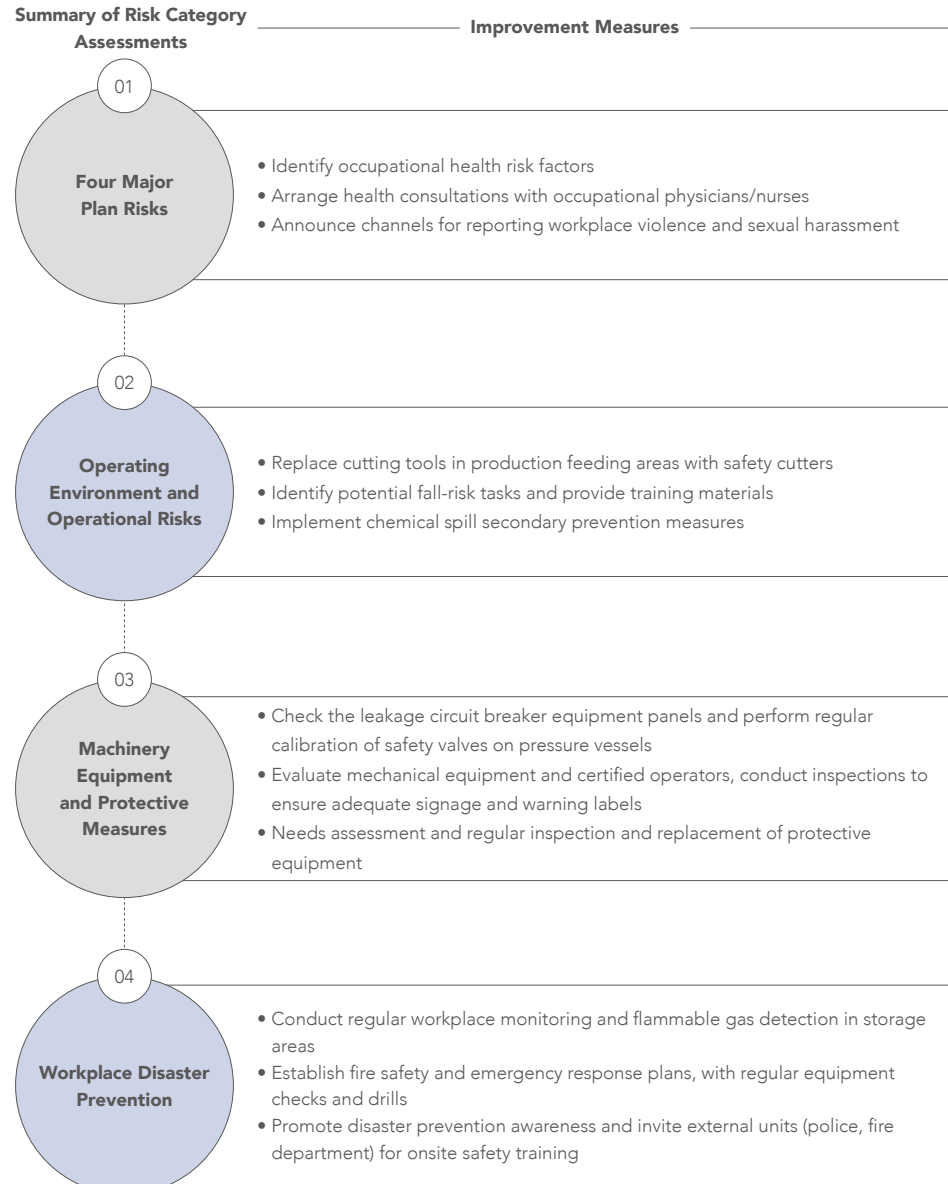 Summary of Risk Category
Assessments
Improvement Measures
01
Four Major
Plan Risks
• Identify occupational health risk factors
• Arrange health consultations with occupational physicians/nurses
• Announce channels for reporting workplace violence and sexual harassment
02
Operating
Environment and
Operational Risks
• Replace cutting tools in production feeding areas with safety cutters
• Identify potential fall-risk tasks and provide training materials
• Implement chemical spill secondary prevention measures
03
Machinery
Equipment
and Protective
Measures
• Check the leakage circuit breaker equipment panels and perform regular
calibration of safety valves on pressure vessels
• Evaluate mechanical equipment and certified operators, conduct inspections to
ensure adequate signage and warning labels
• Needs assessment and regular inspection and replacement of protective
equipment
04
Workplace Disaster
Prevention
• Conduct regular workplace monitoring and flammable gas detection in storage
areas
• Establish fire safety and emergency response plans, with regular equipment
checks and drills
• Promote disaster prevention awareness and invite external units (police, fire
department) for onsite safety training